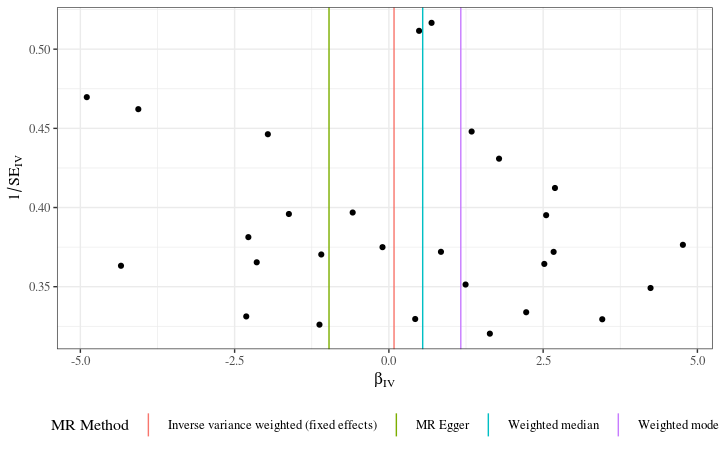 0.50
0.45
0.40
0.35
1/SE_IV
-5.0 -2.5 0.0 2.5 5.0
β_IV
MR Method Inverse variance weighted (fixed effects) MR Egger Weighted median Weighted mode